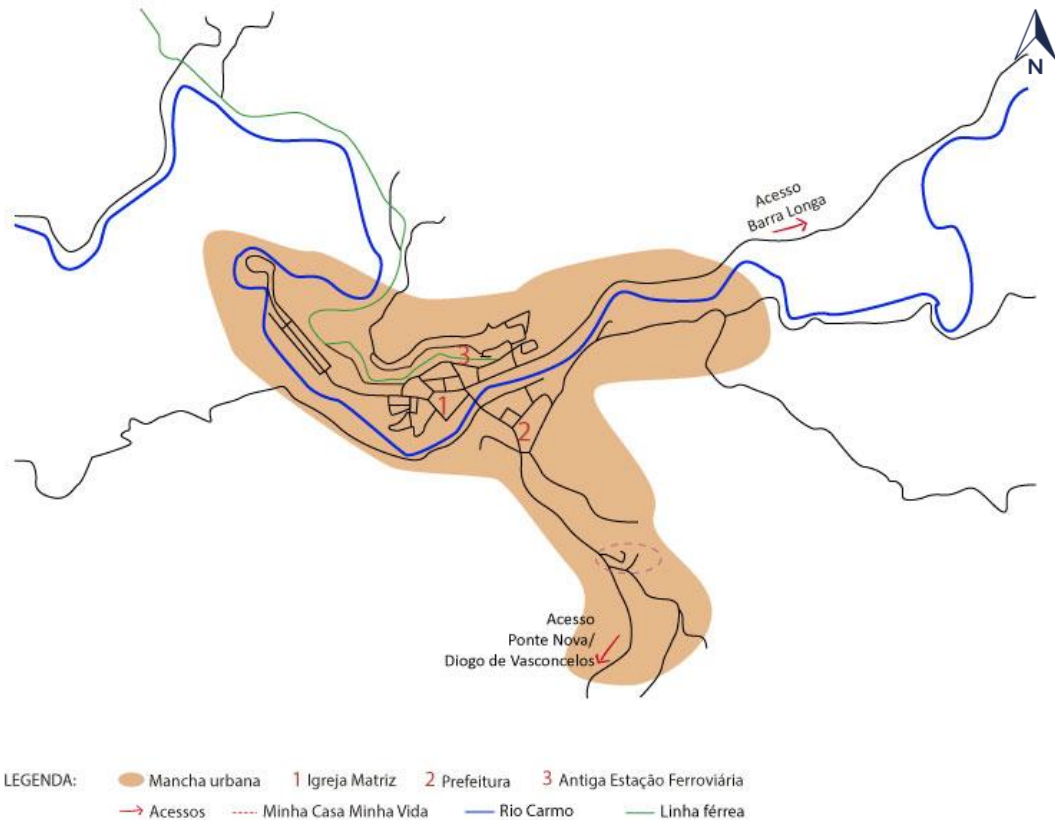 N
Acesso
Barra Longa
3
1
2
Acesso
Ponte Nova/
Diogo de Vasconcelos
LEGENDA: Mancha urbana 1 Igreja Matriz 2 Prefeitura 3 Antiga Estação Ferroviária
Acessos Minha Casa Minha Vida Rio Carmo Linha férrea